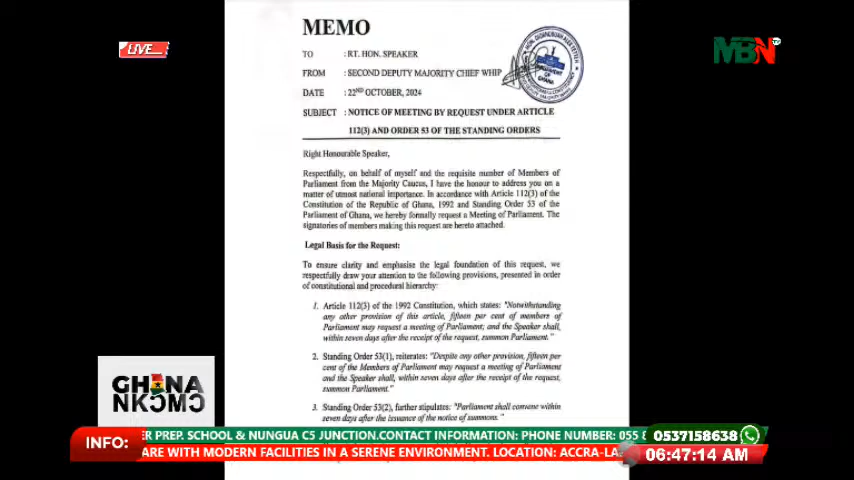 LIVE
MBN
TV
MEMO
TO : RT. HON. SPEAKER
FROM : SECOND DEPUTY MAJORITY CHIEF WHIP
DATE : 22ND OCTOBER, 2024
SUBJECT : NOTICE OF MEETING BY REQUEST UNDER ARTICLE
112(3) AND ORDER 53 OF THE STANDING ORDERS
Right Honourable Speaker,
Respectfully, on behalf of myself and the requisite number of Members of
Parliament from the Majority Caucus, I have the honour to address you on a
matter of utmost national importance. In accordance with Article 112(3) of the
Constitution of the Republic of Ghana, 1992 and Standing Order 53 of the
Parliament of Ghana, we hereby formally request a Meeting of Parliament. The
signatories of members making this request are hereto attached.
Legal Basis for the Request:
To ensure clarity and emphasise the legal foundation of this request, we
respectfully draw your attention to the following provisions, presented in order
of constitutional and procedural hierarchy:
1. Article 112(3) of the 1992 Constitution, which states: "Notwithstanding
any other provision of this article, fifteen per cent of members of
Parliament may request a meeting of Parliament; and the Speaker shall,
within seven days after the receipt of the request, summon Parliament."
2. Standing Order 53(1), reiterates: "Despite any other provision, fifteen per
cent of the Members of Parliament may request a meeting of Parliament
and the Speaker shall, within seven days after the receipt of the request,
summon Parliament."
3. Standing Order 53(2), further stipulates: "Parliament shall convene within
seven days after the issuance of the notice of summons."
GHANA
NKOMO
INFO:
ER PREP. SCHOOL & NUNGUA C5 JUNCTION.CONTACT INFORMATION: PHONE NUMBER: 055
0537158638
ARE WITH MODERN FACILITIES IN A SERENE ENVIRONMENT. LOCATION: ACCRA-LA
06:47:14 AM